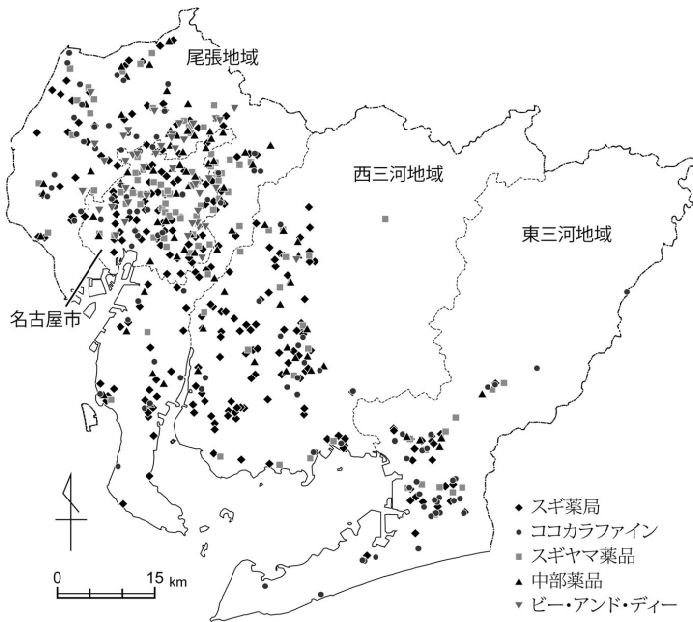 尾張地域
西三河地域
東三河地域
名古屋市
スギ薬局
ココカラファイン
スギヤマ薬品
中部薬品
ビー・アンド・ディー
0 15 km